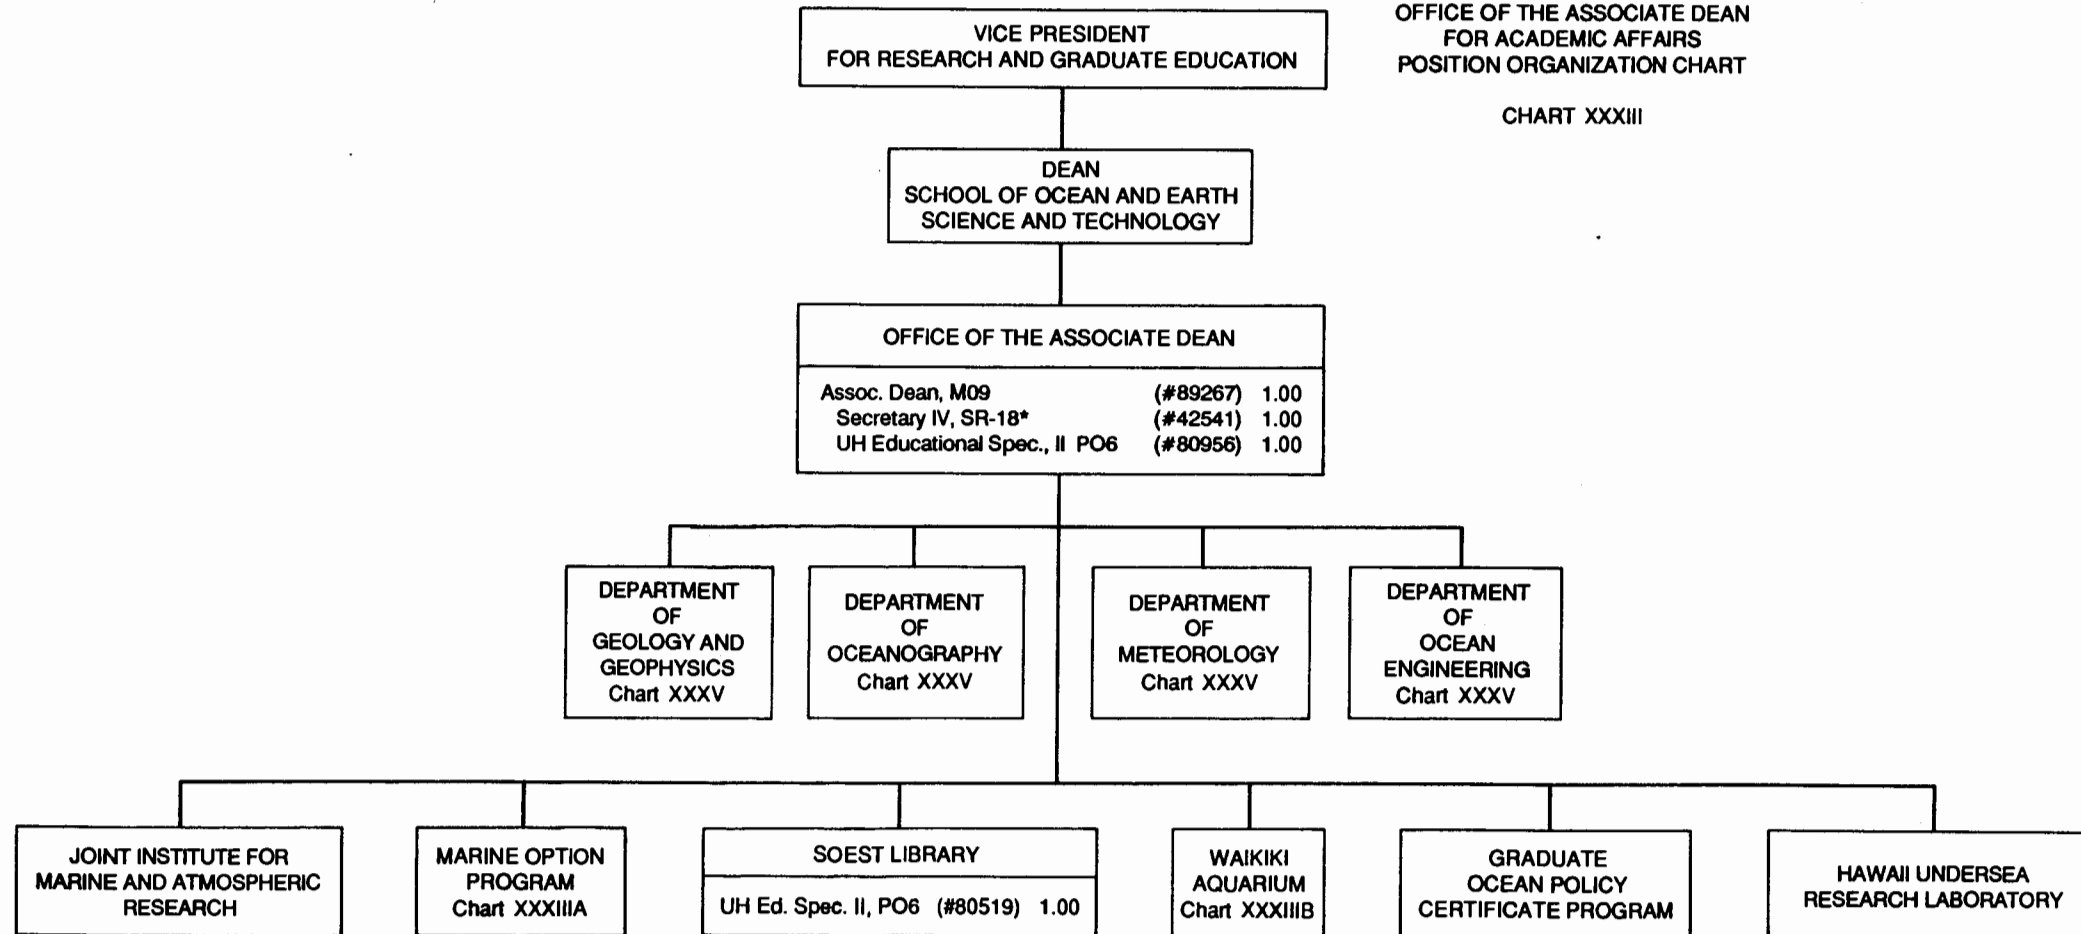 VICE PRESIDENT
FOR RESEARCH AND GRADUATE EDUCATION
OFFICE OF THE ASSOCIATE DEAN
FOR ACADEMIC AFFAIRS
POSITION ORGANIZATION CHART
CHART XXXIII
DEAN
SCHOOL OF OCEAN AND EARTH
SCIENCE AND TECHNOLOGY
OFFICE OF THE ASSOCIATE DEAN
Assoc. Dean, M09 (#89267) 1.00
Secretary IV, SR-18* (#42541) 1.00
UH Educational Spec., II PO6 (#80956) 1.00
DEPARTMENT
OF
GEOLOGY AND
GEOPHYSICS
Chart XXXV
DEPARTMENT
OF
OCEANOGRAPHY
Chart XXXV
DEPARTMENT
OF
METEOROLOGY
Chart XXXV
DEPARTMENT
OF
OCEAN
ENGINEERING
Chart XXXV
JOINT INSTITUTE FOR
MARINE AND ATMOSPHERIC
RESEARCH
MARINE OPTION
PROGRAM
Chart XXXIIIA
SOEST LIBRARY
UH Ed. Spec. II, PO6 (#80519) 1.00
WAIKIKI
AQUARIUM
Chart XXXIIIB
GRADUATE
OCEAN POLICY
CERTIFICATE PROGRAM
HAWAII UNDERSEA
RESEARCH LABORATORY